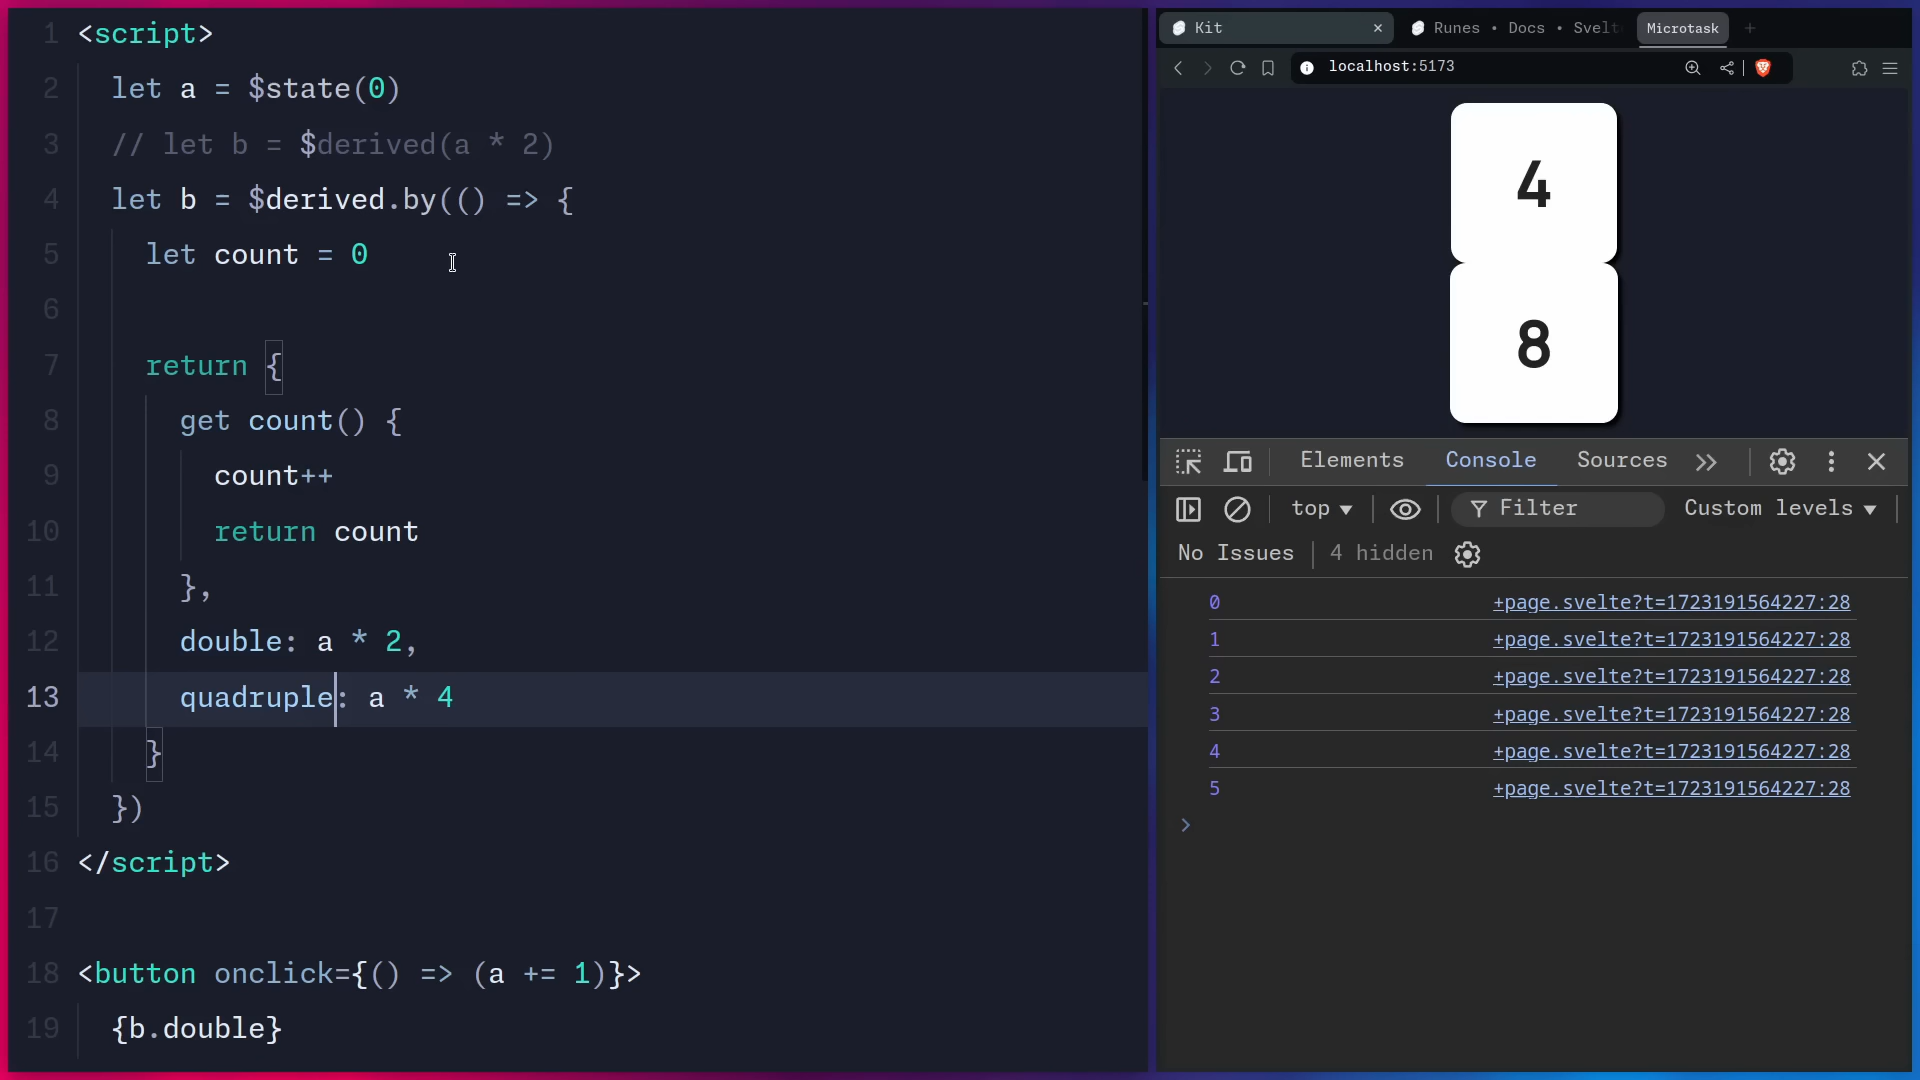 1 <script>
2 let a = $state(0)
3 // let b = $derived(a * 2)
4 let b = $derived.by(() => {
5 let count = 0
6
7 return {
8 get count() {
9 count++
10 return count
11 },
12 double: a * 2,
13 quadruple: a * 4
14 }
15 })
16 </script>
17
18 <button onclick={() => (a += 1)}>
19 {b.double}
Kit
Runes • Docs • Svelt
Microtask
localhost:5173
4
8
Elements Console Sources
top Filter Custom levels
No Issues 4 hidden
0 +page.svelte?t=1723191564227:28
1 +page.svelte?t=1723191564227:28
2 +page.svelte?t=1723191564227:28
3 +page.svelte?t=1723191564227:28
4 +page.svelte?t=1723191564227:28
5 +page.svelte?t=1723191564227:28